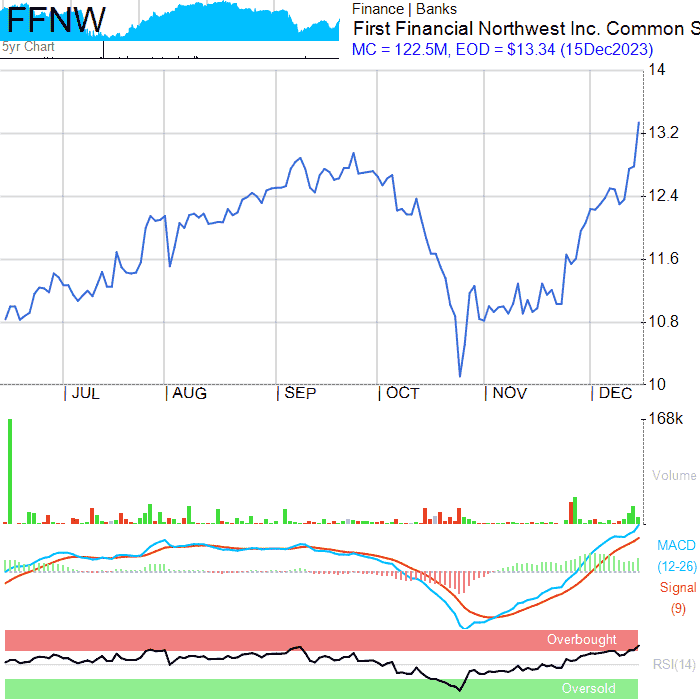 FFNW
5yr Chart
Finance | Banks
First Financial Northwest Inc. Common S
MC = 122.5M, EOD = $13.34 (15Dec2023)
14
13.2
12.4
11.6
10.8
10
JUL AUG SEP OCT NOV DEC
168k
Volume
MACD
(12-26)
Signal
(9)
Overbought
RSI(14)
Oversold